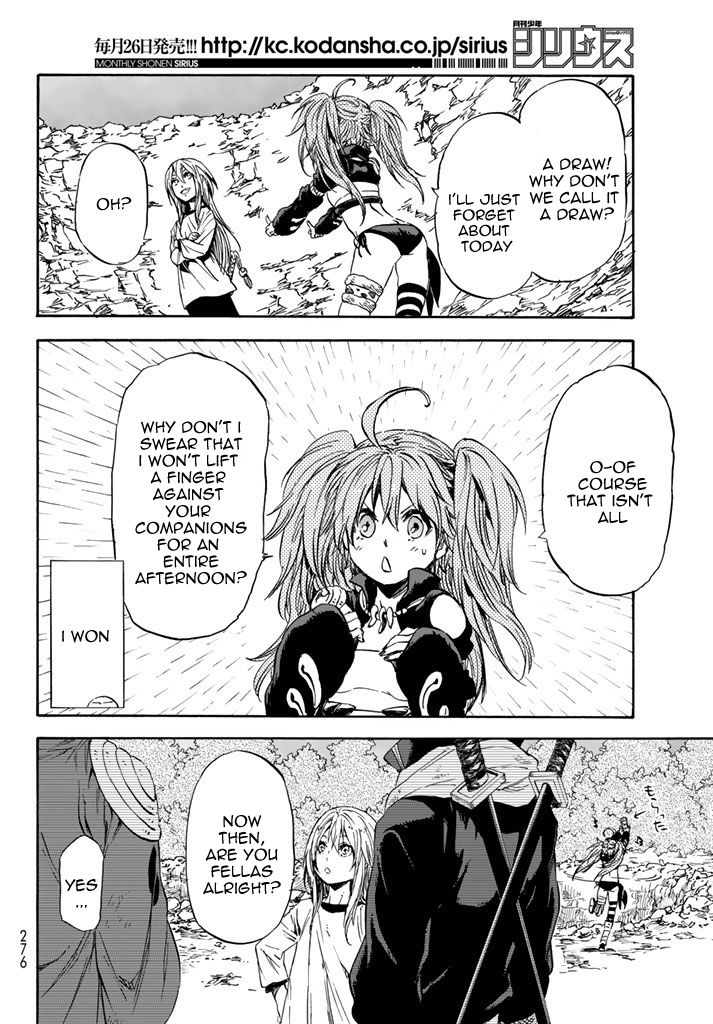 毎月26日発売!!! http://kc.kodansha.co.jp/sirius
MONTHLY SHONEN SIRIUS
月刊少年
シリウス
A DRAW!
WHY DON'T
WE CALL IT
A DRAW?
I'LL JUST
FORGET
ABOUT
TODAY
OH?
O-OF
COURSE
THAT ISN'T
ALL
WHY DON'T I
SWEAR THAT
I WON'T LIFT
A FINGER
AGAINST
YOUR
COMPANIONS
FOR AN
ENTIRE
AFTERNOON?
I WON
NOW
THEN,
ARE YOU
FELLAS
ALRIGHT?
YES
...
276